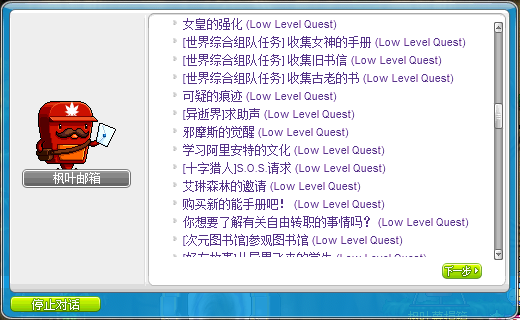 女皇的强化 (Low Level Quest)
[世界综合组队任务] 收集女神的手册 (Low Level Quest)
[世界综合组队任务] 收集旧书信 (Low Level Quest)
[世界综合组队任务] 收集古老的书 (Low Level Quest)
可疑的痕迹 (Low Level Quest)
[异逝界]求助声 (Low Level Quest)
邪摩斯的觉醒 (Low Level Quest)
学习阿里安特的文化 (Low Level Quest)
[十字猎人]S.O.S.请求 (Low Level Quest)
艾琳森林的邀请 (Low Level Quest)
购买新的能手册吧！ (Low Level Quest)
你想要了解有关自由转职的事情吗？ (Low Level Quest)
[次元图书馆]参观图书馆 (Low Level Quest)
(Low Level Quest)
枫叶邮箱
下一步
停止对话